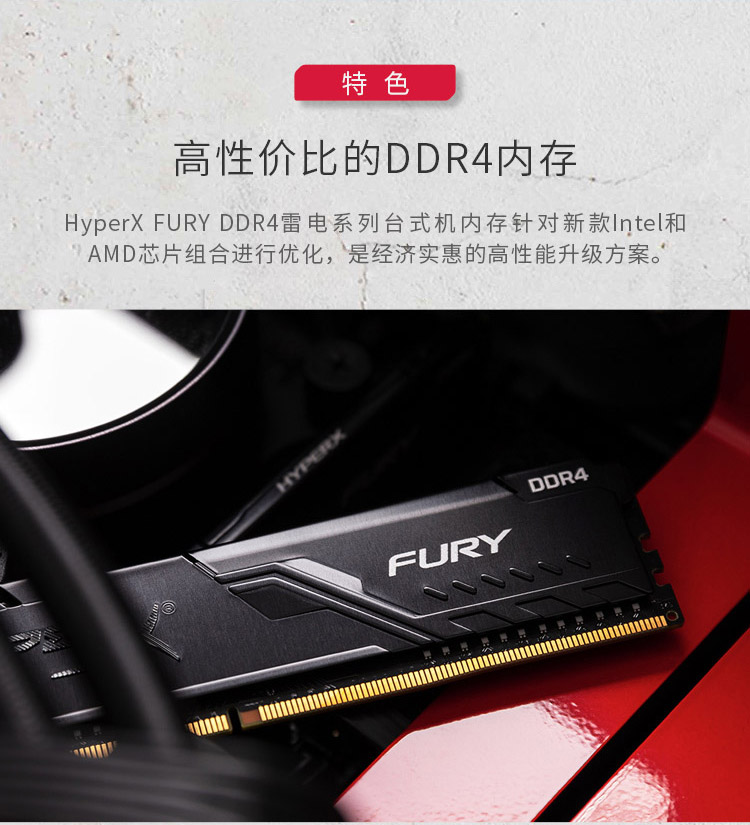 特色
高性价比的DDR4内存
HyperX FURY DDR4雷电系列台式机内存针对新款Intel和
AMD芯片组合进行优化，是经济实惠的高性能升级方案。
HYPERX
DDR4
FURY